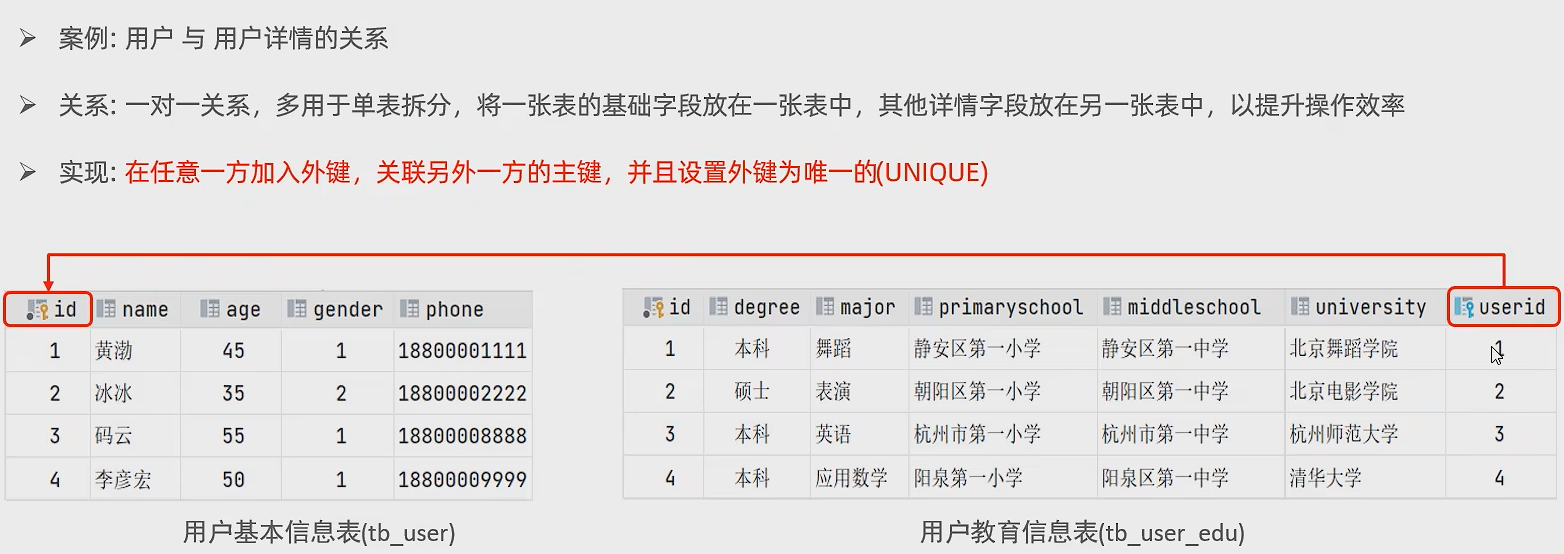 案例: 用户 与 用户详情的关系
关系: 一对一关系，多用于单表拆分，将一张表的基础字段放在一张表中，其他详情字段放在另一张表中，以提升操作效率
实现: 在任意一方加入外键，关联另外一方的主键，并且设置外键为唯一的(UNIQUE)
id name age gender phone
1 黄渤 45 1 18800001111
2 冰冰 35 2 18800002222
3 码云 55 1 18800008888
4 李彦宏 50 1 18800009999
用户基本信息表(tb_user)
id degree major primaryschool middleschool university userid
1 本科 舞蹈 静安区第一小学 静安区第一中学 北京舞蹈学院 1
2 硕士 表演 朝阳区第一小学 朝阳区第一中学 北京电影学院 2
3 本科 英语 杭州市第一小学 杭州市第一中学 杭州师范大学 3
4 本科 应用数学 阳泉第一小学 阳泉区第一中学 清华大学 4
用户教育信息表(tb_user_edu)